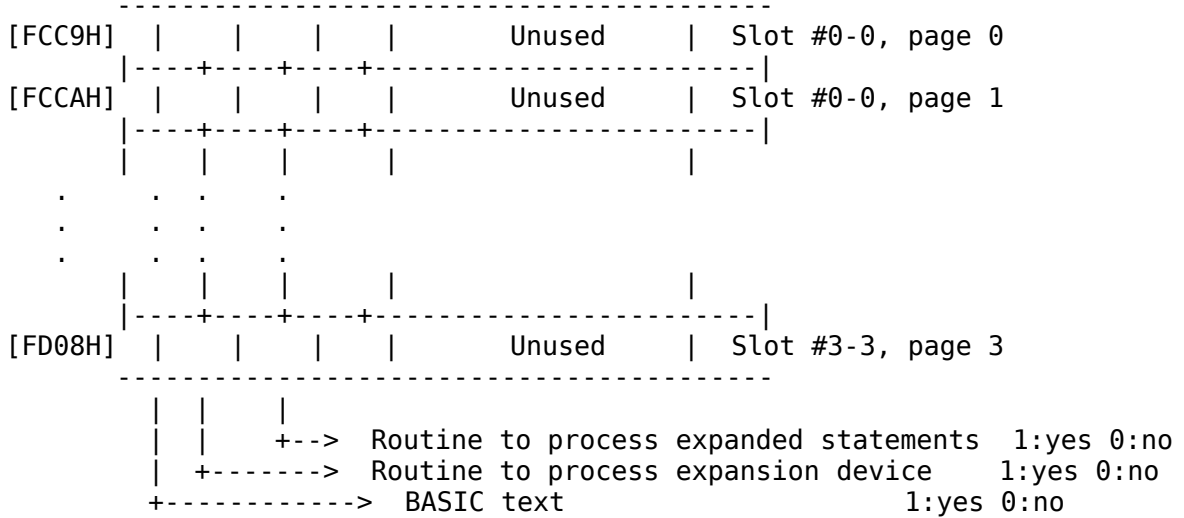 -----------------------------------------
[FCC9H]  |    |    |    |       Unused     |  Slot #0-0, page 0
       |----+----+----+------------------------|
[FCCAH]  |    |    |    |       Unused     |  Slot #0-0, page 1
       |----+----+----+------------------------|
       |    |    |      |                  |
   .     .  .    .
   .     .  .    .
   .     .  .    .
       |    |    |      |                  |
       |----+----+----+------------------------|
[FD08H]  |    |    |    |       Unused     |  Slot #3-3, page 3
       -----------------------------------------
         |  |    |
         |  |    +-->  Routine to process expanded statements  1:yes 0:no
         |  +------->  Routine to process expansion device    1:yes 0:no
         +------------>  BASIC text                     1:yes 0:no